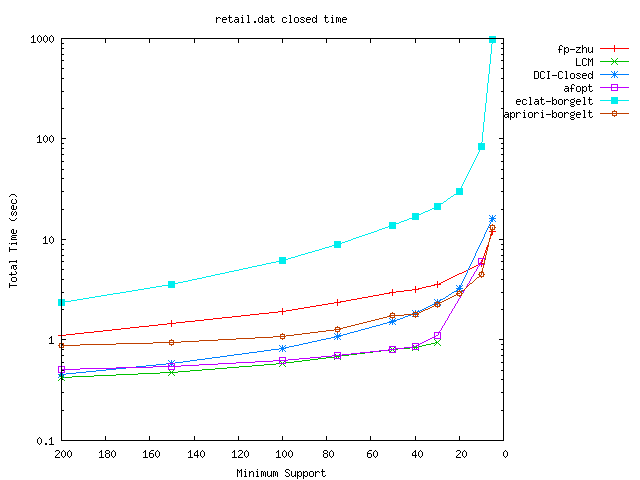 retail.dat closed time
1000
100
10
1
0.1
Total Time (sec)
200 180 160 140 120 100 80 60 40 20 0
Minimum Support
fp-zhu
LCM
DCI-Closed
afopt
eclat-borgelt
apriori-borgelt